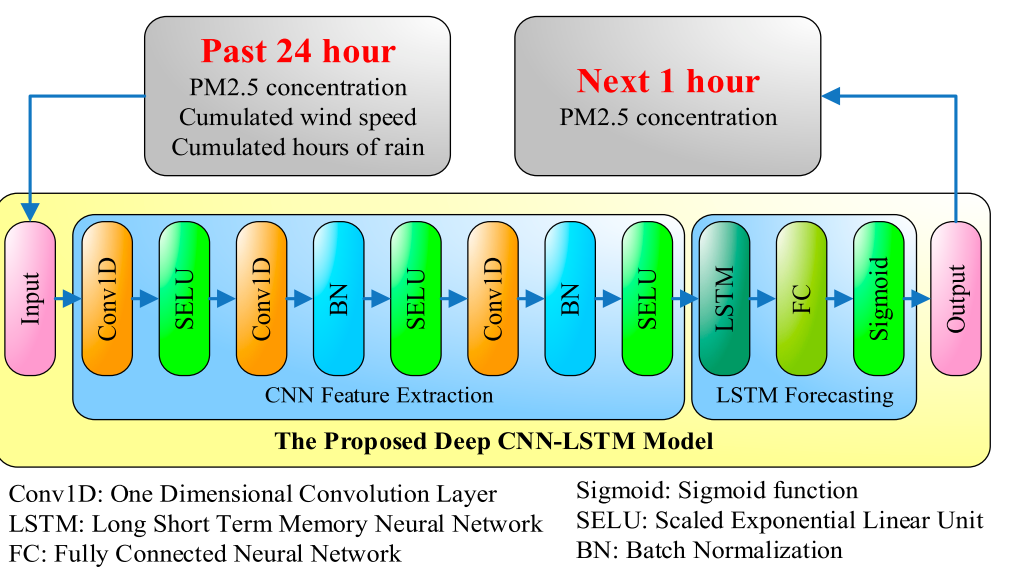 Past 24 hour
PM2.5 concentration
Cumulated wind speed
Cumulated hours of rain
Next 1 hour
PM2.5 concentration
Input
Conv1D
SELU
Conv1D
BN
SELU
Conv1D
BN
SELU
LSTM
FC
Sigmoid
Output
CNN Feature Extraction
LSTM Forecasting
The Proposed Deep CNN-LSTM Model
Conv1D: One Dimensional Convolution Layer
LSTM: Long Short Term Memory Neural Network
FC: Fully Connected Neural Network
Sigmoid: Sigmoid function
SELU: Scaled Exponential Linear Unit
BN: Batch Normalization